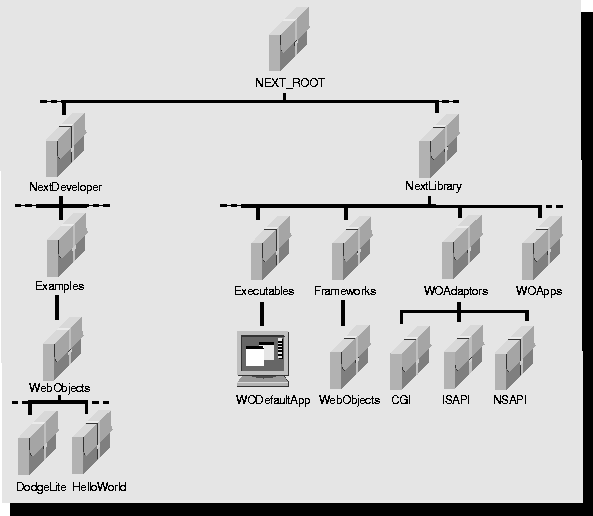 NEXT_ROOT
NextDeveloper NextLibrary
Examples Executables Frameworks WOAdaptors WOApps
WebObjects WODefaultApp WebObjects CGI ISAPI NSAPI
DodgeLite HelloWorld